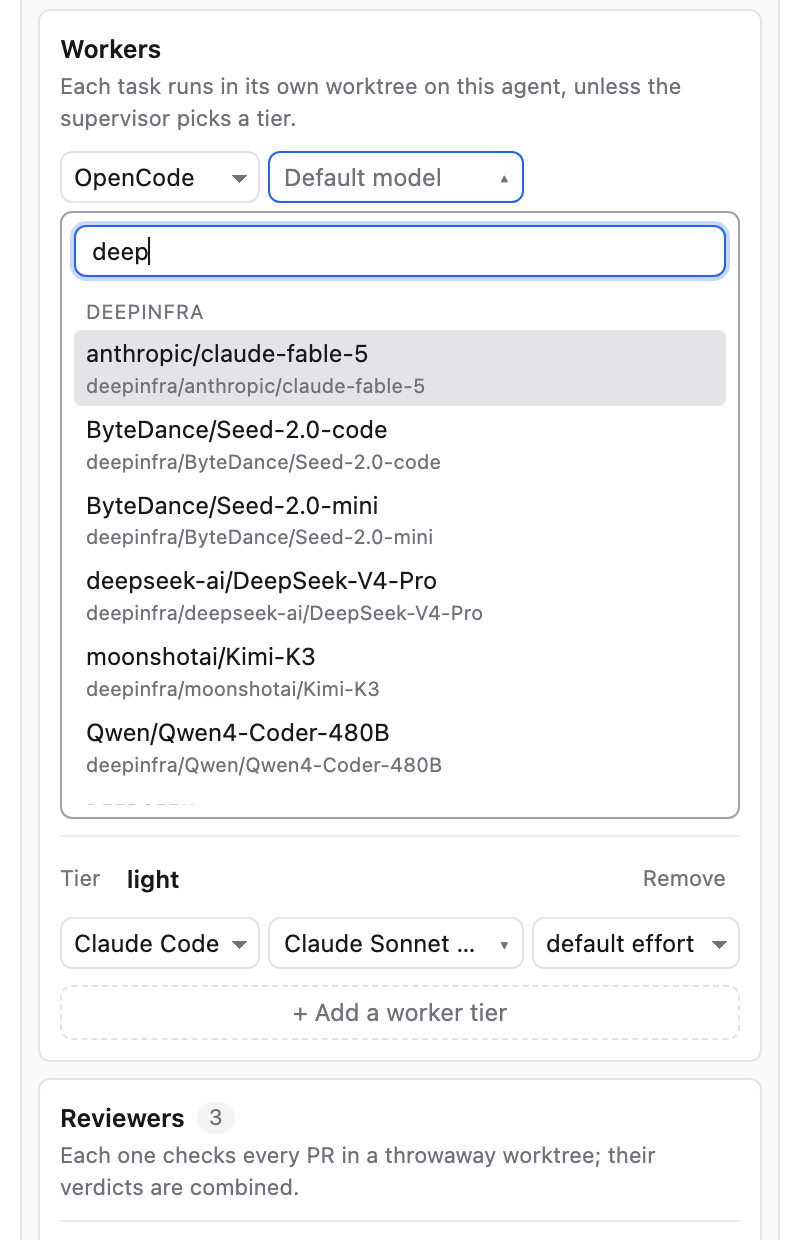 Workers
Each task runs in its own worktree on this agent, unless the
supervisor picks a tier.
OpenCode
Default model
deep
DEEPINFRA
anthropic/claude-fable-5
deepinfra/anthropic/claude-fable-5
ByteDance/Seed-2.0-code
deepinfra/ByteDance/Seed-2.0-code
ByteDance/Seed-2.0-mini
deepinfra/ByteDance/Seed-2.0-mini
deepseek-ai/DeepSeek-V4-Pro
deepinfra/deepseek-ai/DeepSeek-V4-Pro
moonshotai/Kimi-K3
deepinfra/moonshotai/Kimi-K3
Qwen/Qwen4-Coder-480B
deepinfra/Qwen/Qwen4-Coder-480B
Tier light Remove
Claude Code Claude Sonnet ... default effort
+ Add a worker tier
Reviewers 3
Each one checks every PR in a throwaway worktree; their
verdicts are combined.